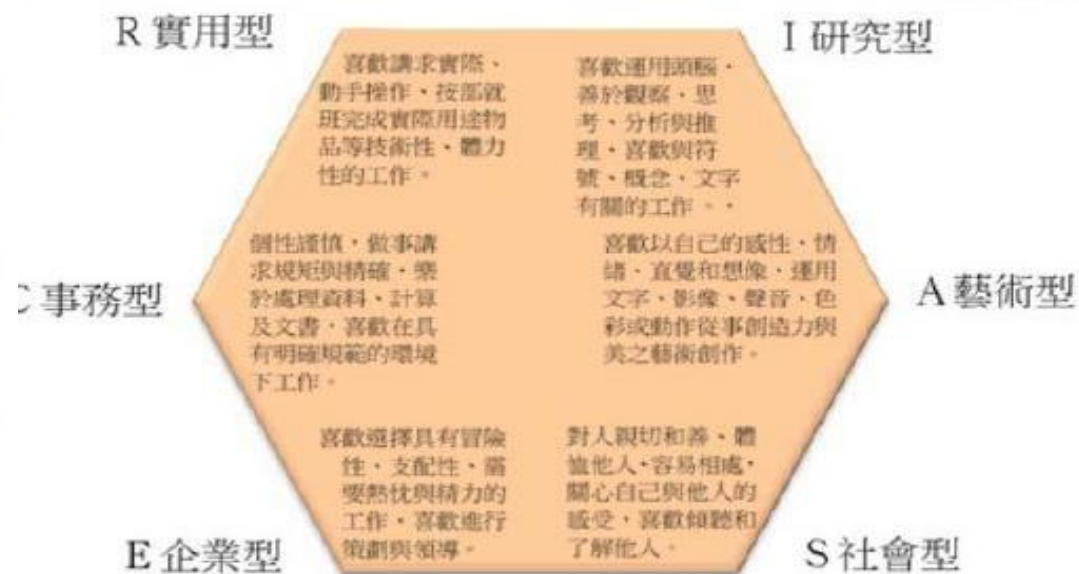 R 實用型
喜歡講求實際、
動手操作、按部就
班完成實際用途物
品等技術性、體力
性的工作。
I 研究型
喜歡運用頭腦、
善於觀察、思
考、分析與推
理、喜歡與符
號、概念、文字
有關的工作。、
C 事務型
個性謹慎，做事講
求規矩與精確，樂
於處理資料、計算
及文書，喜歡在具
有明確規範的環境
下工作。
喜歡以自己的感性、情
緒、直覺和想像，運用
文字、影像、聲音、色
彩或動作從事創造力與
美之藝術創作。
A 藝術型
喜歡選擇具有冒險
性、支配性、需
要熱忱與精力的
工作，喜歡進行
策劃與領導。
E 企業型
對人親切和善、體
恤他人，容易相處，
關心自己與他人的
感受，喜歡傾聽和
了解他人。
S 社會型